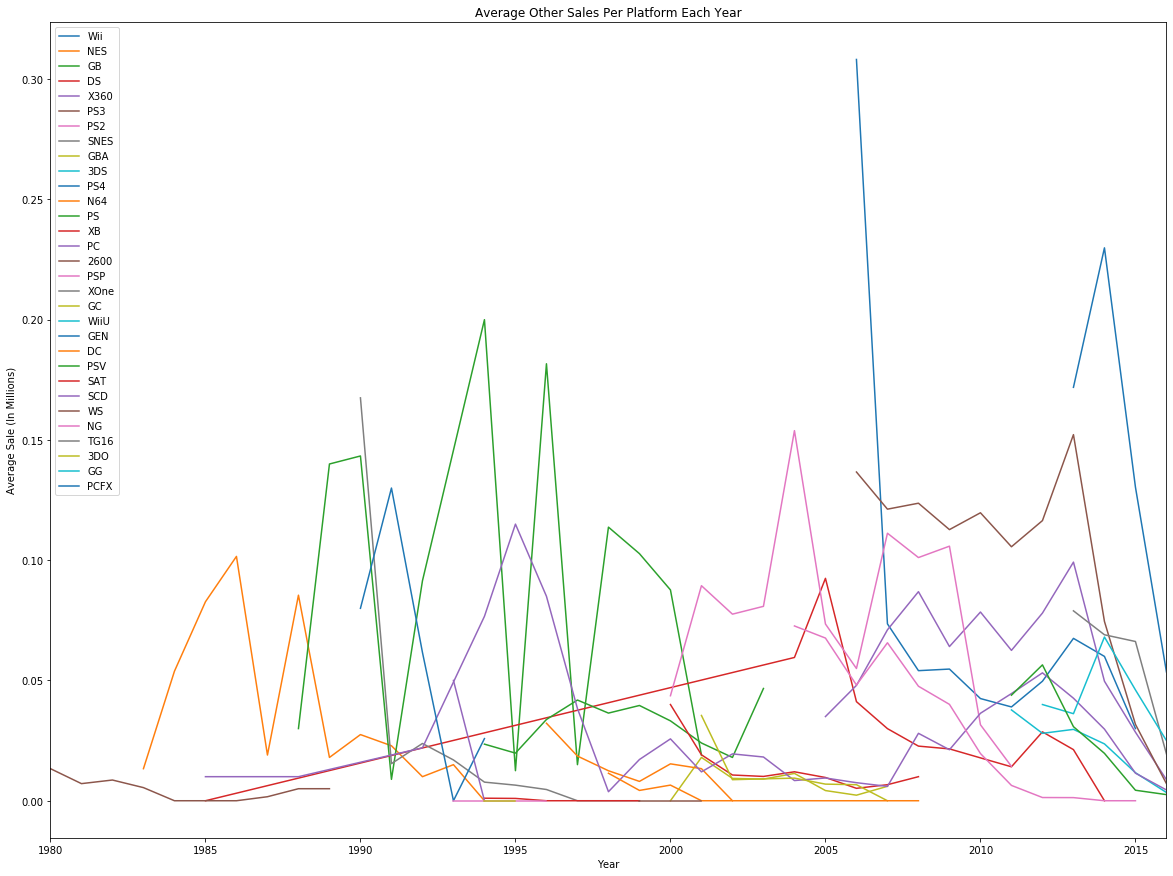 Average Other Sales Per Platform Each Year
Wii
NES
GB
DS
X360
PS3
PS2
SNES
GBA
3DS
PS4
N64
PS
XB
PC
2600
PSP
XOne
GC
WiiU
GEN
DC
PSV
SAT
SCD
WS
NG
TG16
3DO
GG
PCFX
0.30
0.25
0.20
0.15
0.10
0.05
0.00
Average Sale (In Millions)
1980 1985 1990 1995 2000 2005 2010 2015
Year